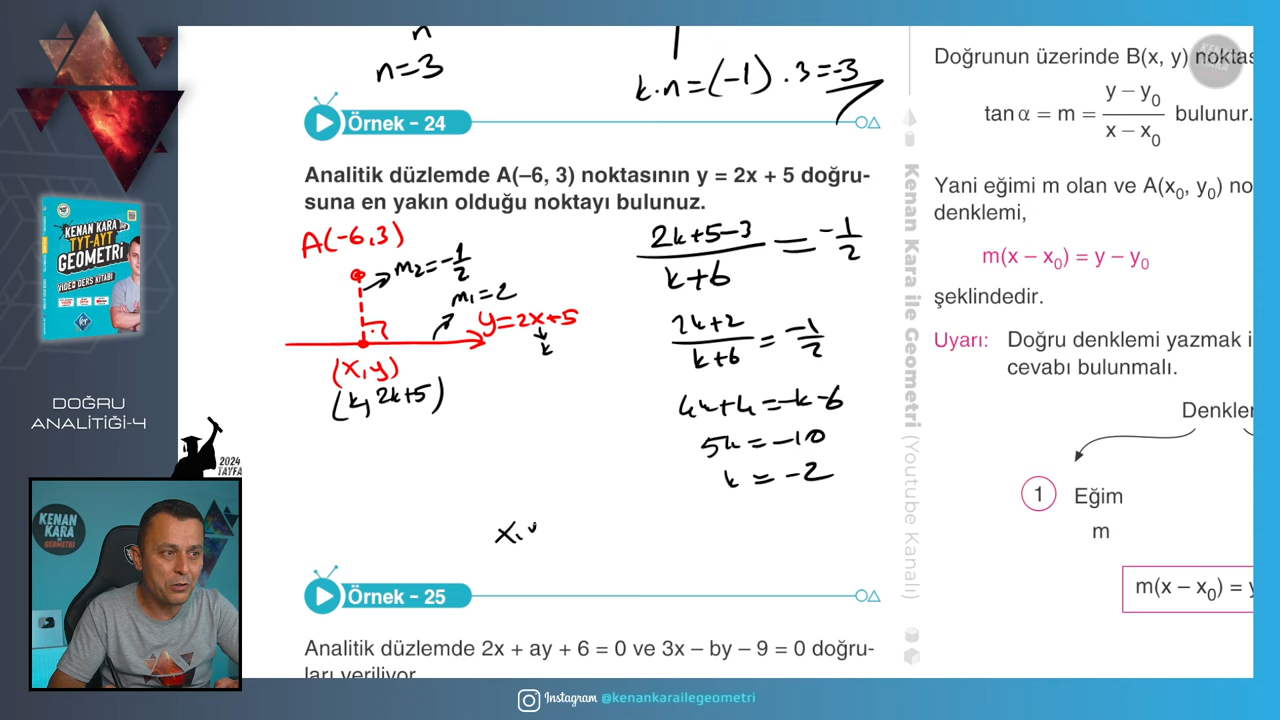 n
n=3
k.n=(-1).3=-3
Örnek - 24
Analitik düzlemde A(–6, 3) noktasının y = 2x + 5 doğru-
suna en yakın olduğu noktayı bulunuz.
A(-6,3)
m₂=-1/2
m₁=2
y=2x+5
k
(x,y)
(k, 2k+5)
2k+5-3/k+6 = -1/2
2k+2/k+6 = -1/2
4k+4=-k-6
5k=-10
k=-2
x,
Örnek - 25
Analitik düzlemde 2x + ay + 6 = 0 ve 3x – by – 9 = 0 doğru-
ları veriliyor.
Kenan Kara ile Geometri (Youtube Kanalı)
Doğrunun üzerinde B(x, y) noktas
tan α = m = y – y₀/x – x₀ bulunur.
Yani eğimi m olan ve A(x₀, y₀) no
denklemi,
m(x – x₀) = y – y₀
şeklindedir.
Uyarı: Doğru denklemi yazmak i
cevabı bulunmalı.
Denkler
1 Eğim
m
m(x – x₀) = y
KENAN KARA
TYT-AYT
GEOMETRİ
VİDEO DERS KİTABI
DOĞRU
ANALİTİĞİ-4
2024
TAYFA
KENAN
KARA
GEOMETRİ
Instagram @kenankarailegeometri